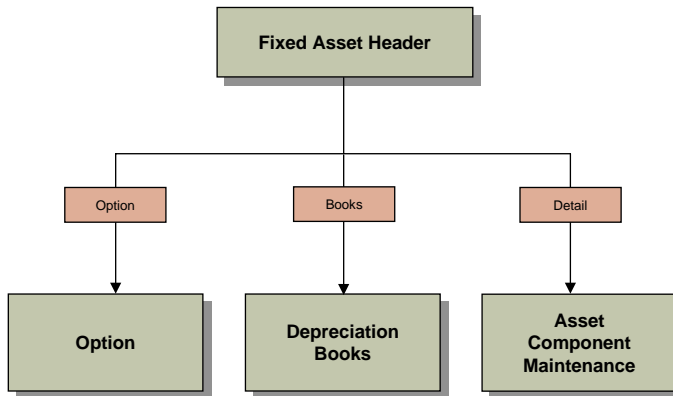 Fixed Asset Header
Option
Books
Detail
Option
Depreciation
Books
Asset
Component
Maintenance